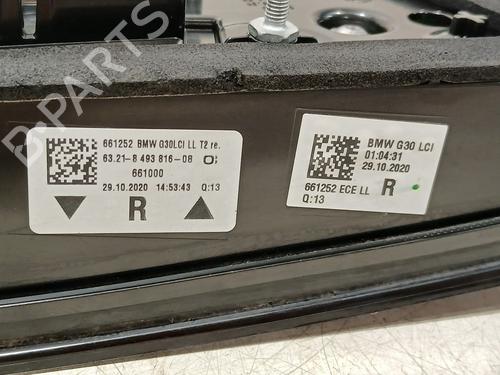 B-PARTS
661252 BMW G30LCI LL T2 re.
63.21-8 493 816-08
661000
29.10.2020 14:53:43 Q:13
R
BMW G30 LCI
01:04:31
29.10.2020
661252 ECE LL R
Q:13